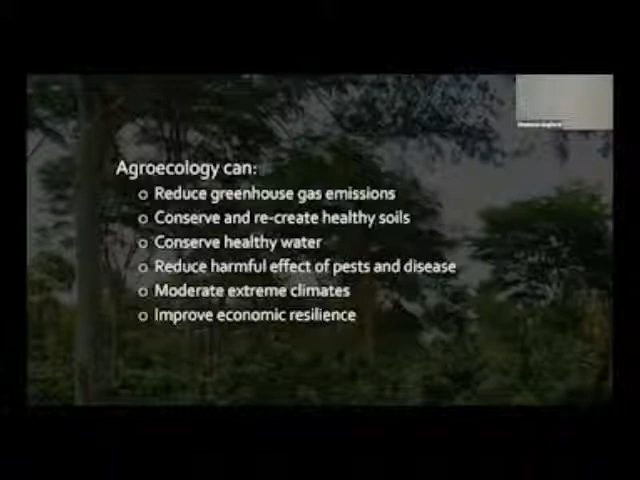 Agroecology can:
o Reduce greenhouse gas emissions
o Conserve and re-create healthy soils
o Conserve healthy water
o Reduce harmful effect of pests and disease
o Moderate extreme climates
o Improve economic resilience